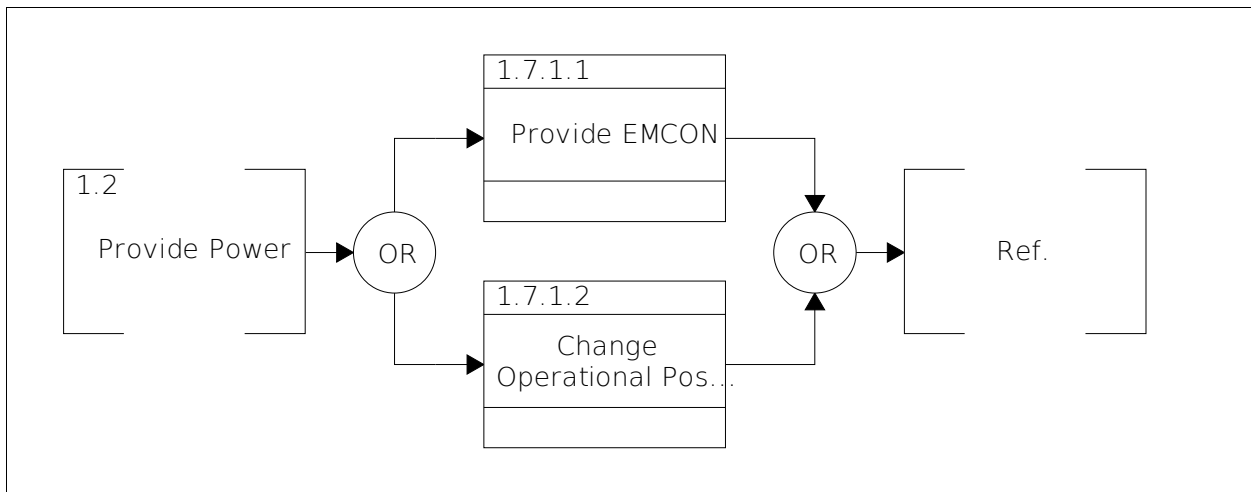 1.7.1.1
Provide EMCON
1.2
Provide Power
OR
OR
Ref.
1.7.1.2
Change
Operational Pos...